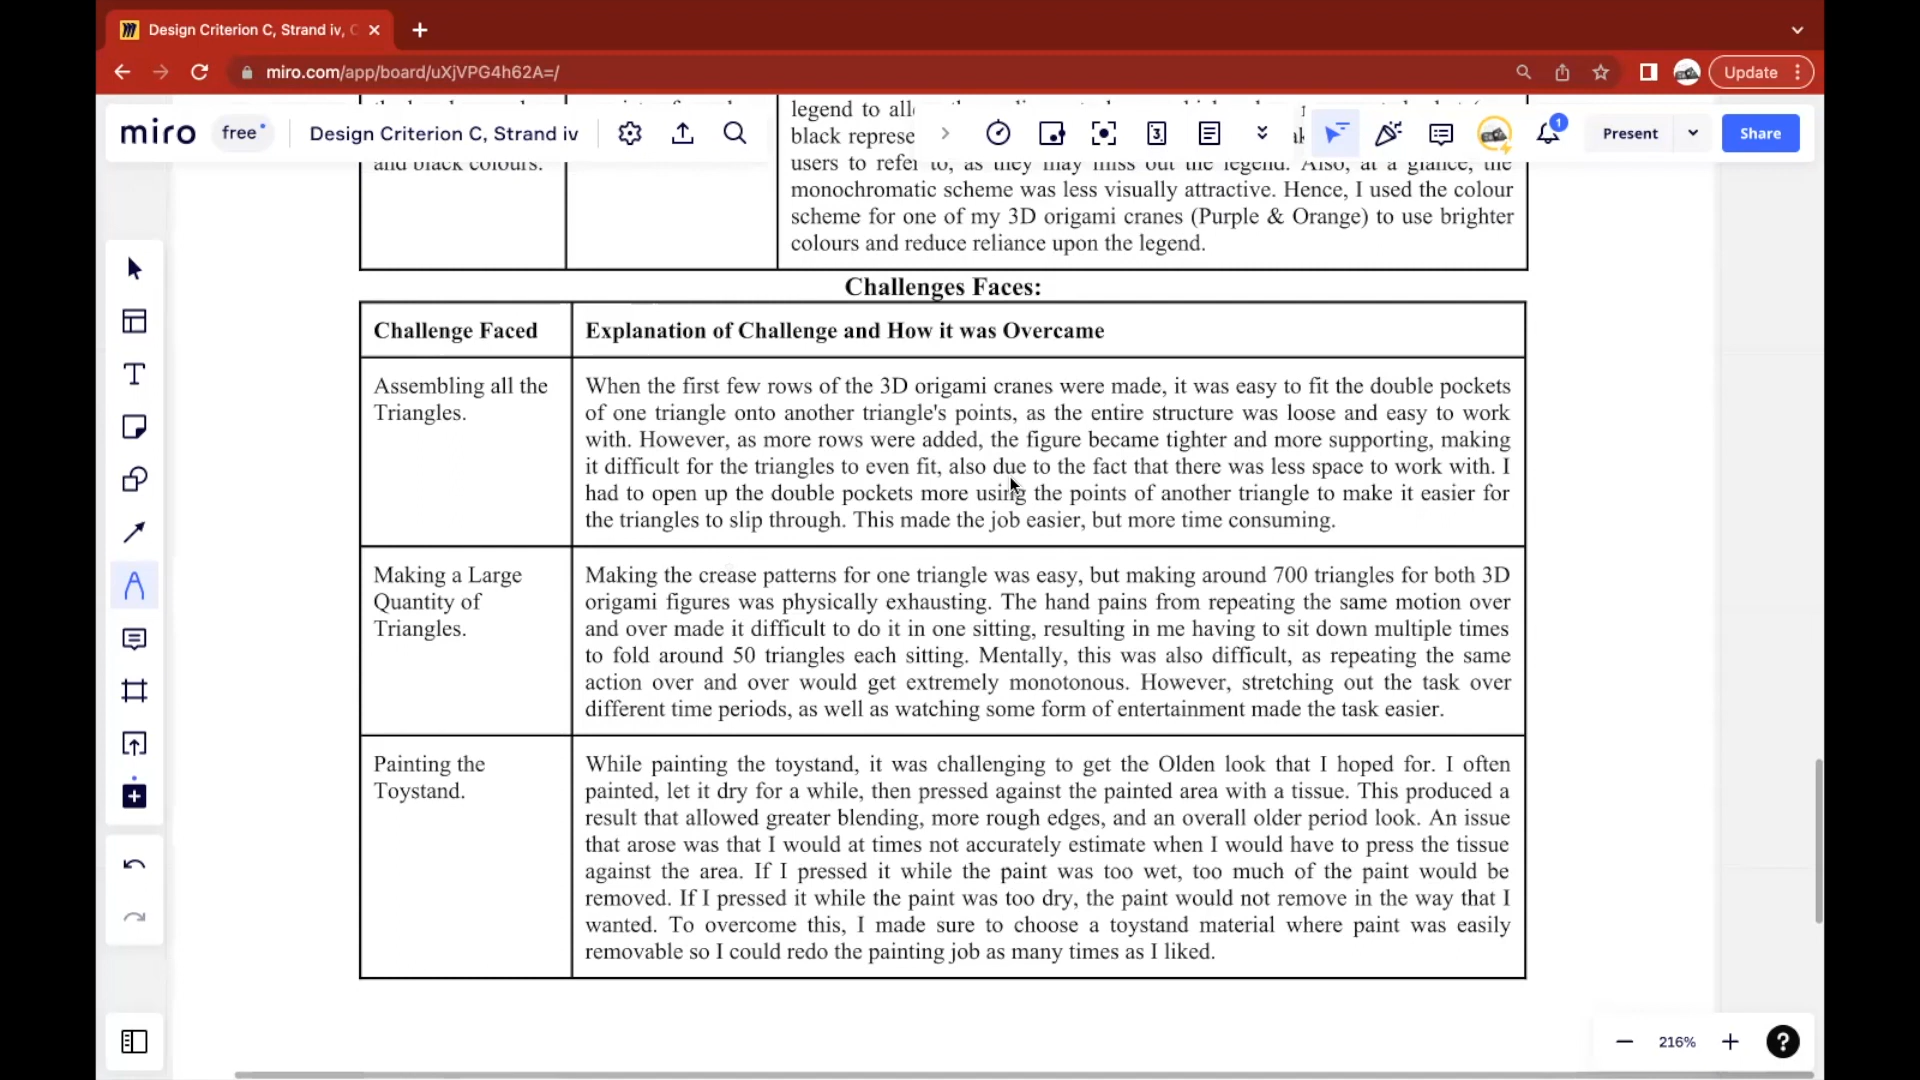 Design Criterion C, Strand iv, C
miro.com/app/board/uXjVPG4h62A=/
Update
miro
free
Design Criterion C, Strand iv
3
1
Present
Share
legend to
black represe
users to refer to, as they may miss out the legend. Also, at a glance, the
and black colours.
monochromatic scheme was less visually attractive. Hence, I used the colour
scheme for one of my 3D origami cranes (Purple & Orange) to use brighter
colours and reduce reliance upon the legend.
Challenges Faces:
Challenge Faced
Explanation of Challenge and How it was Overcame
Assembling all the
Triangles.
When the first few rows of the 3D origami cranes were made, it was easy to fit the double pockets
of one triangle onto another triangle's points, as the entire structure was loose and easy to work
with. However, as more rows were added, the figure became tighter and more supporting, making
it difficult for the triangles to even fit, also due to the fact that there was less space to work with. I
had to open up the double pockets more using the points of another triangle to make it easier for
the triangles to slip through. This made the job easier, but more time consuming.
Making a Large
Quantity of
Triangles.
Making the crease patterns for one triangle was easy, but making around 700 triangles for both 3D
origami figures was physically exhausting. The hand pains from repeating the same motion over
and over made it difficult to do it in one sitting, resulting in me having to sit down multiple times
to fold around 50 triangles each sitting. Mentally, this was also difficult, as repeating the same
action over and over would get extremely monotonous. However, stretching out the task over
different time periods, as well as watching some form of entertainment made the task easier.
Painting the
Toystand.
While painting the toystand, it was challenging to get the Olden look that I hoped for. I often
painted, let it dry for a while, then pressed against the painted area with a tissue. This produced a
result that allowed greater blending, more rough edges, and an overall older period look. An issue
that arose was that I would at times not accurately estimate when I would have to press the tissue
against the area. If I pressed it while the paint was too wet, too much of the paint would be
removed. If I pressed it while the paint was too dry, the paint would not remove in the way that I
wanted. To overcome this, I made sure to choose a toystand material where paint was easily
removable so I could redo the painting job as many times as I liked.
216%